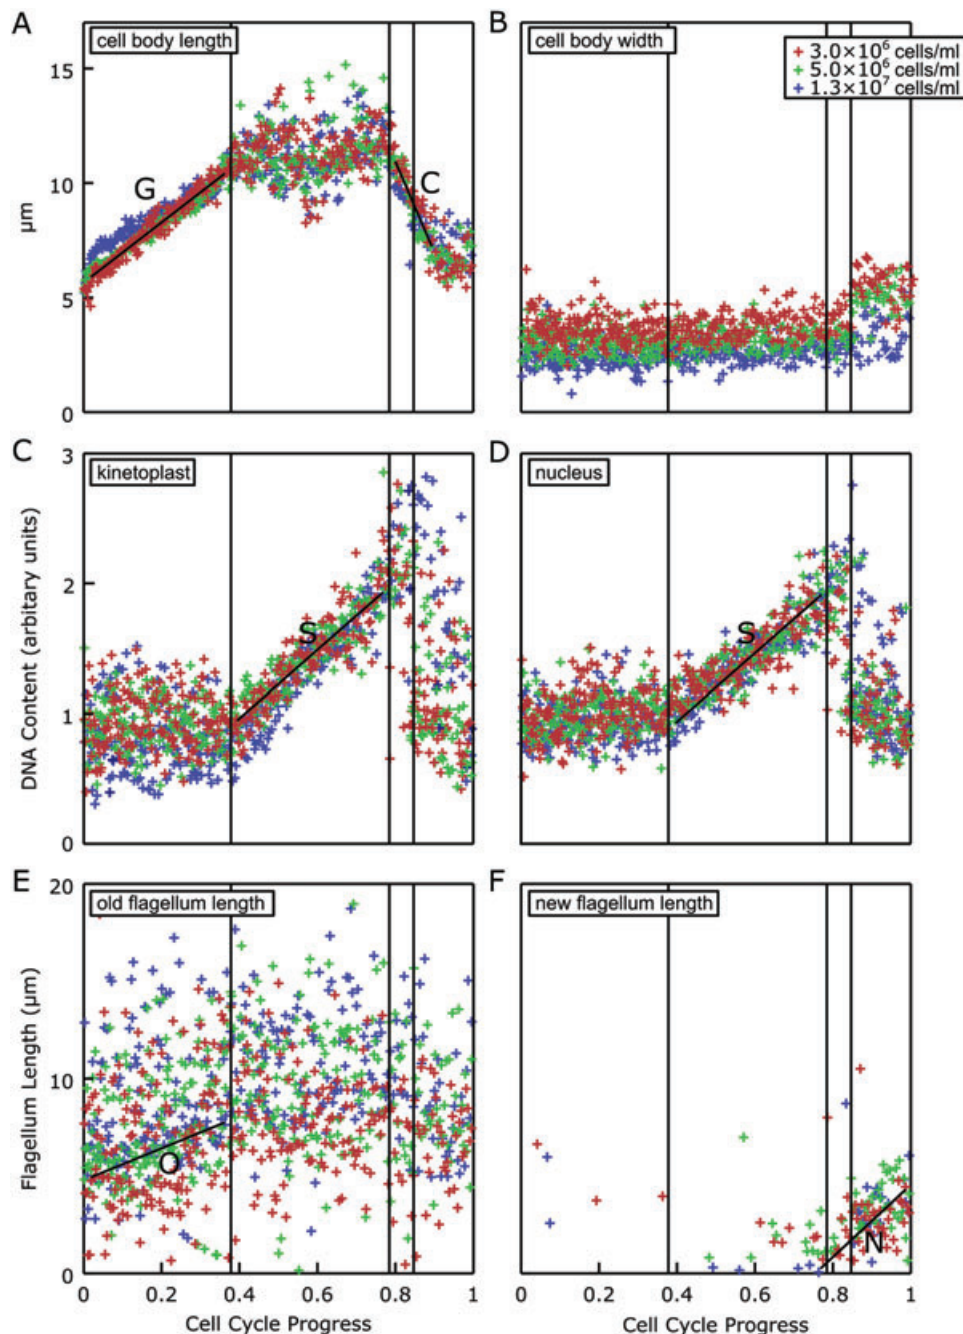 A
cell body length
15
10
5
0
µm
G
C
B
cell body width
3.0×10⁶ cells/ml
5.0×10⁶ cells/ml
1.3×10⁷ cells/ml
C
kinetoplast
3
2
1
0
DNA Content (arbitary units)
S
D
nucleus
S
E
old flagellum length
20
10
0
Flagellum Length (µm)
O
0 0.2 0.4 0.6 0.8 1
Cell Cycle Progress
F
new flagellum length
N
0 0.2 0.4 0.6 0.8 1
Cell Cycle Progress